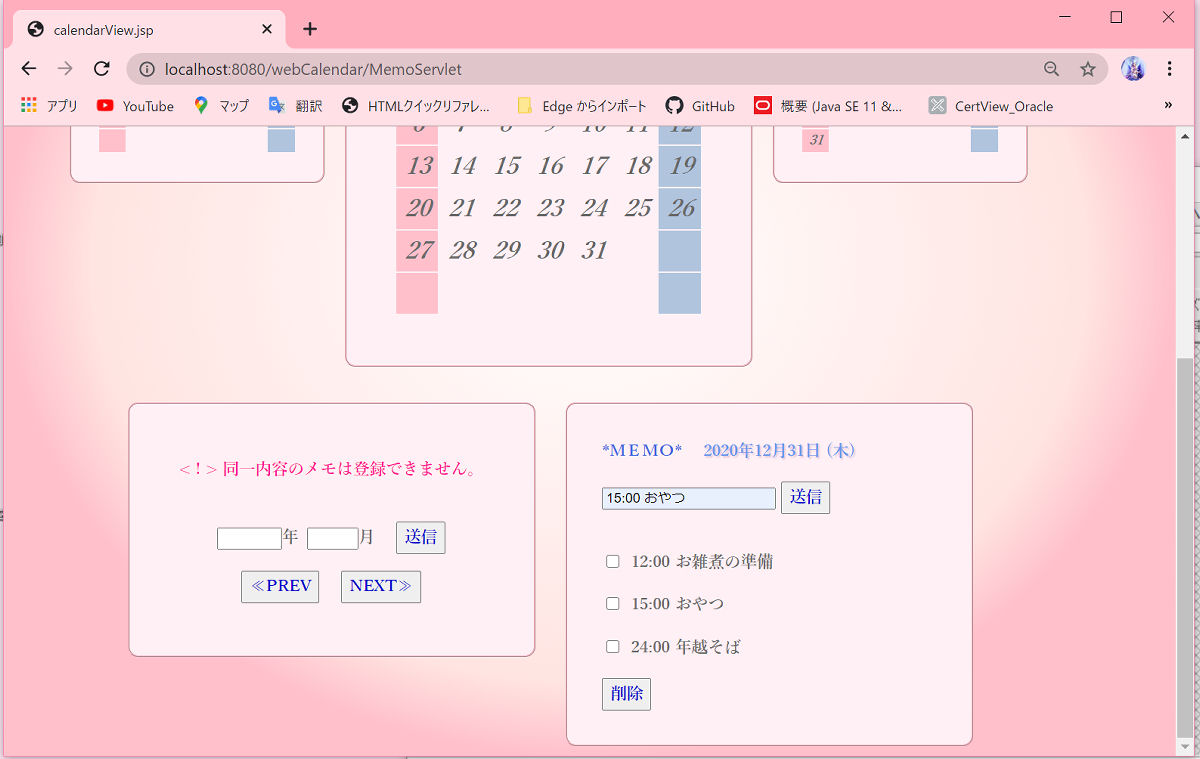 calendarView.jsp
localhost:8080/webCalendar/MemoServlet
アプリ YouTube マップ 翻訳 HTMLクイックリファレ... Edge からインポート GitHub 概要 (Java SE 11 &... CertView_Oracle »
6 7 8 9 10 11 12
31
13 14 15 16 17 18 19
20 21 22 23 24 25 26
27 28 29 30 31
<！> 同一内容のメモは登録できません。
年 月 送信
≪PREV NEXT≫
*MEMO* 2020年12月31日 (木)
15:00 おやつ 送信
12:00 お雑煮の準備
15:00 おやつ
24:00 年越そば
削除